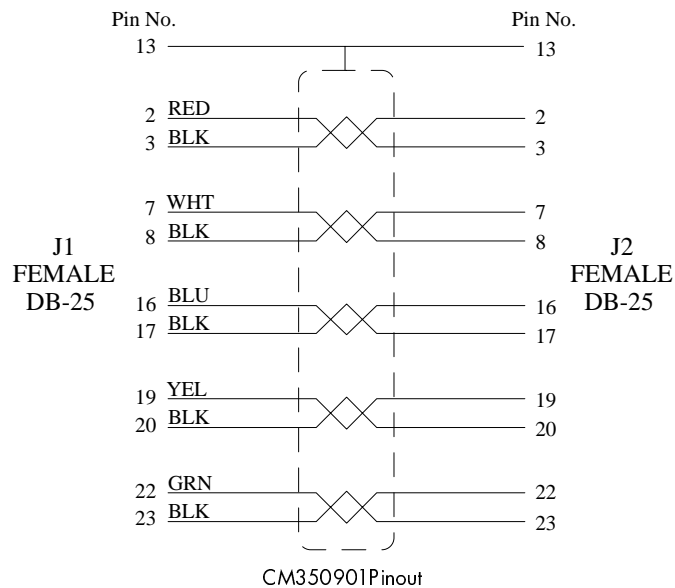 Pin No. Pin No.
13 13
2 RED 2
3 BLK 3
7 WHT 7
8 BLK 8
J1 J2
FEMALE FEMALE
DB-25 DB-25
16 BLU 16
17 BLK 17
19 YEL 19
20 BLK 20
22 GRN 22
23 BLK 23
CM350901Pinout